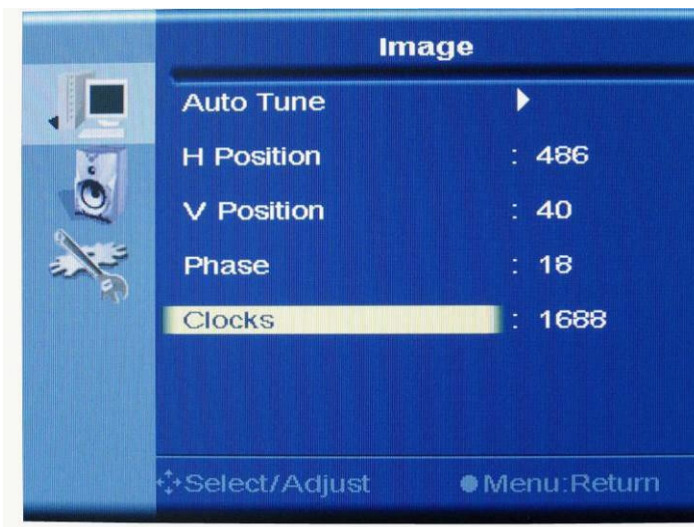 Image
Auto Tune
H Position : 486
V Position : 40
Phase : 18
Clocks : 1688
Select/Adjust Menu:Return